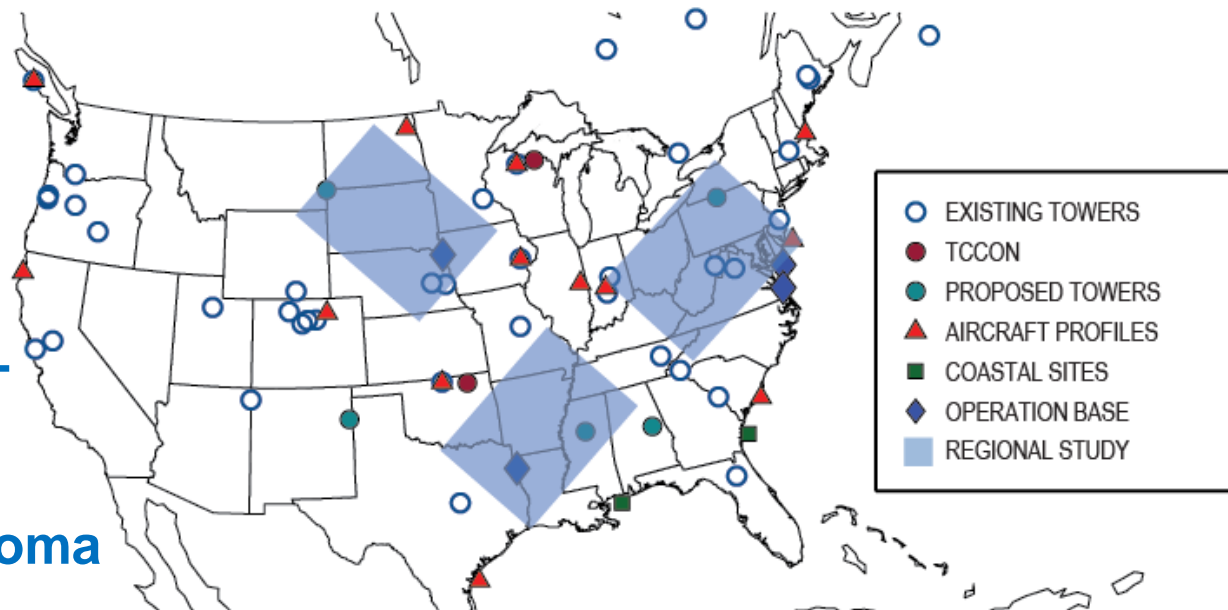 EXISTING TOWERS
TCCON
PROPOSED TOWERS
AIRCRAFT PROFILES
COASTAL SITES
OPERATION BASE
REGIONAL STUDY
-
oma